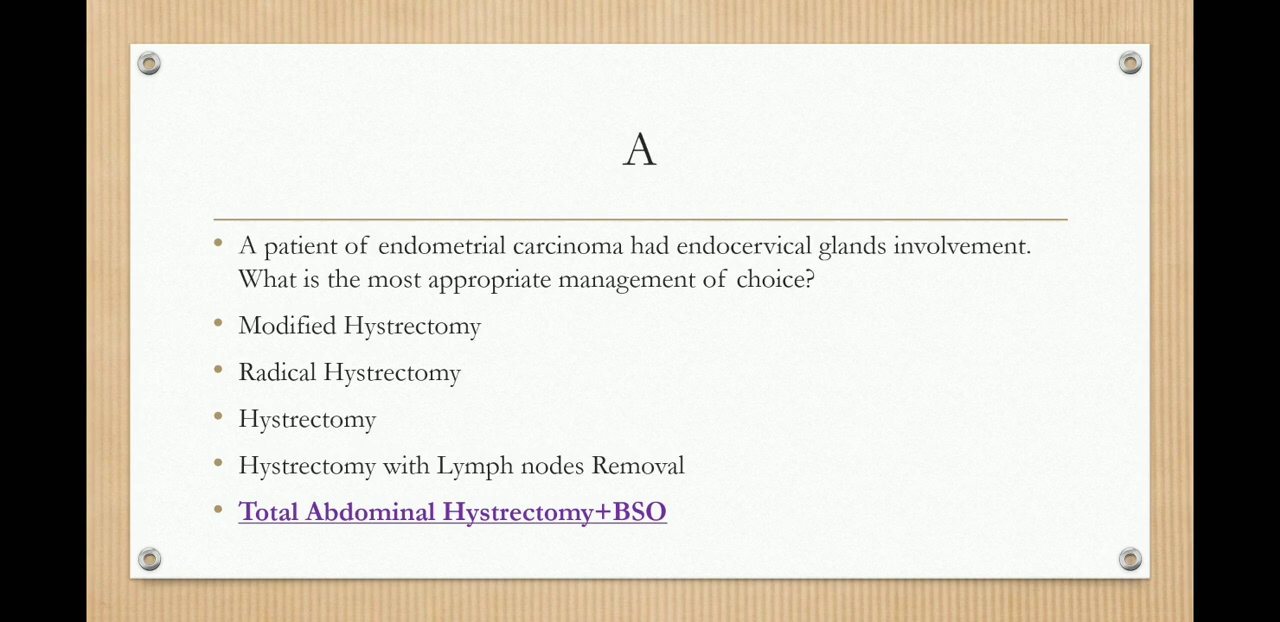 A
• A patient of endometrial carcinoma had endocervical glands involvement.
What is the most appropriate management of choice?
• Modified Hystrectomy
• Radical Hystrectomy
• Hystrectomy
• Hystrectomy with Lymph nodes Removal
• Total Abdominal Hystrectomy+BSO